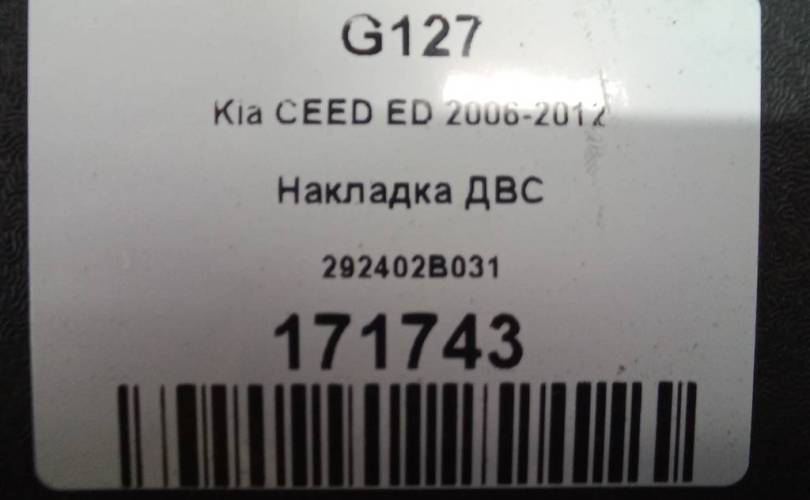 G127
Kia CEED ED 2006-2012
Накладка ДВС
292402B031
171743